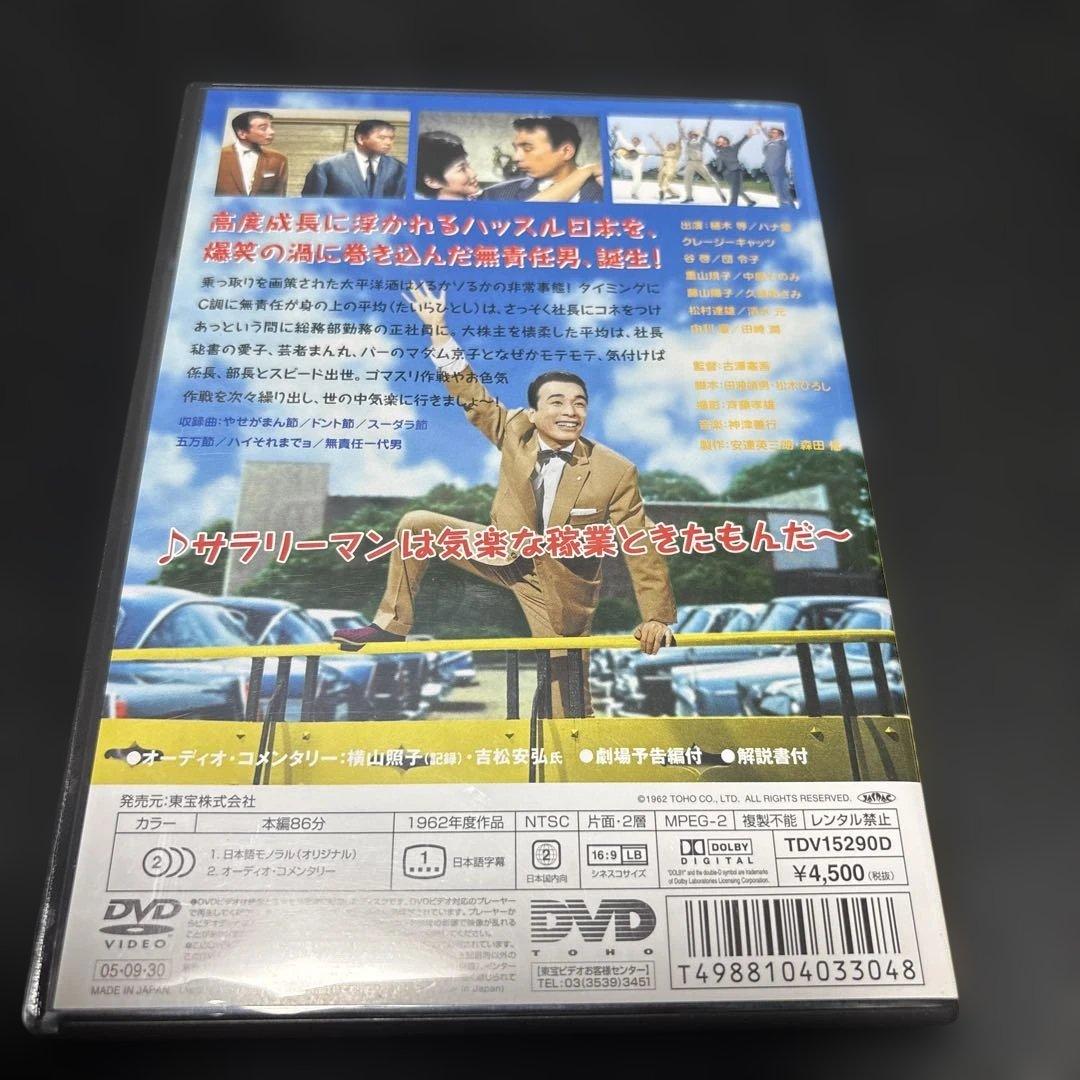 高度成長に浮かれるハッスル日本を、
爆笑の渦に巻き込んだ無責任男、誕生!
乗っ取りを画策された太平洋酒はノるかソるかの非常事態! タイミングに
C調に無責任が身の上の平均(たいらひとし)は、さっそく社長にコネをつけ
あっという間に総務部勤務の正社員に。大株主を懐柔した平均は、社長
秘書の愛子、芸者まん丸、バーのマダム京子となぜかモテモテ、気付けば
係長、部長とスピード出世。ゴマスリ作戦やお色気
作戦を次々繰り出し、世の中気楽に行きましょ〜!
収録曲:やせがまん節/ドント節/スーダラ節
五万節/ハイそれまでョ/無責任一代男
出演:植木 等/ハナ肇
クレージーキャッツ
谷 啓/団 令子
重山規子/中島そのみ
藤山陽子/久慈あさみ
松村達雄/清水 元
田崎 潤
監督:古澤憲吾
脚本:田波靖男・松木ひろし
撮影:斉藤孝雄
音楽:神津善行
製作:安達英三朗・森田 信
♪サラリーマンは気楽な稼業ときたもんだ〜
●オーディオ・コメンタリー:横山照子(記録)・吉松安弘氏 ●劇場予告編付 ●解説書付
発売元:東宝株式会社
©1962 TOHO CO., LTD. ALL RIGHTS RESERVED.
カラー 本編86分 1962年度作品 NTSC 片面・2層 MPEG-2 複製不能 レンタル禁止
2 1. 日本語モノラル(オリジナル)
2. オーディオ・コメンタリー
1 日本語字幕
2 日本国内向
16:9 LB
シネスコサイズ
DOLBY
DIGITAL
"DOLBY" and the double-D symbol are trademarks
of Dolby Laboratories Licensing Corporation.
TDV15290D
¥4,500(税抜)
DVD
VIDEO
05・09・30
MADE IN JAPAN
DVD
TOHO
【東宝ビデオお客様センター】
TEL:03(3539)3451
T4988104033048